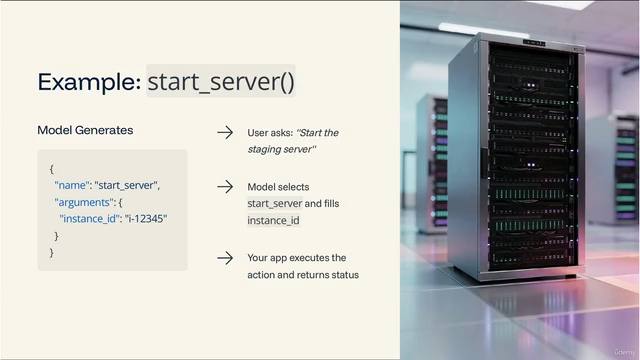 Example: start_server()
Model Generates
{
"name": "start_server",
"arguments": {
"instance_id": "i-12345"
}
}
User asks: "Start the
staging server"
Model selects
start_server and fills
instance_id
Your app executes the
action and returns status
ûdemy